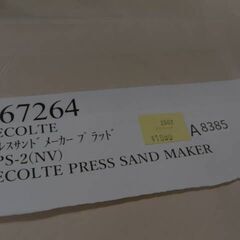 67264
ECOLTE
レスサンドメーカー プラッド
PS-2(NV)
ECOLTE PRESS SAND MAKER
A8385